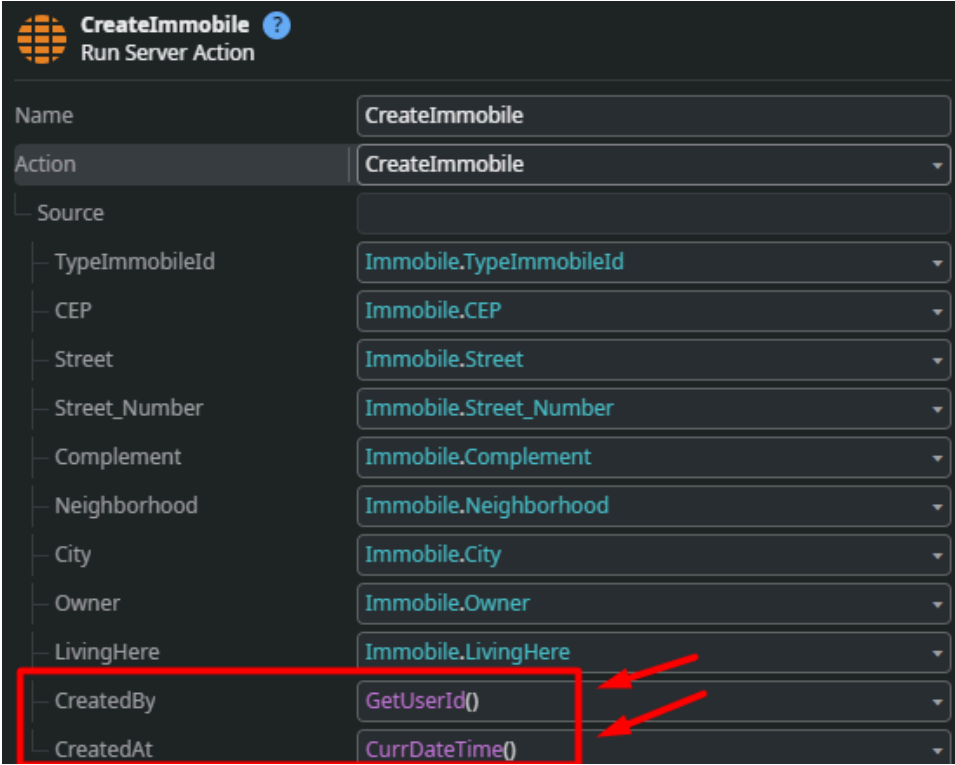 CreateImmobile ?
Run Server Action
Name CreateImmobile
Action CreateImmobile
Source
TypeImmobileId Immobile.TypeImmobileId
CEP Immobile.CEP
Street Immobile.Street
Street_Number Immobile.Street_Number
Complement Immobile.Complement
Neighborhood Immobile.Neighborhood
City Immobile.City
Owner Immobile.Owner
LivingHere Immobile.LivingHere
CreatedBy GetUserId()
CreatedAt CurrDateTime()